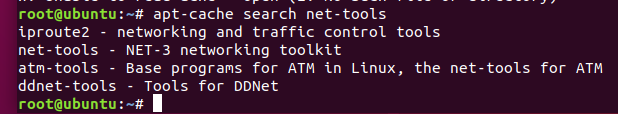 root@ubuntu:~# apt-cache search net-tools
iproute2 - networking and traffic control tools
net-tools - NET-3 networking toolkit
atm-tools - Base programs for ATM in Linux, the net-tools for ATM
ddnet-tools - Tools for DDNet
root@ubuntu:~#